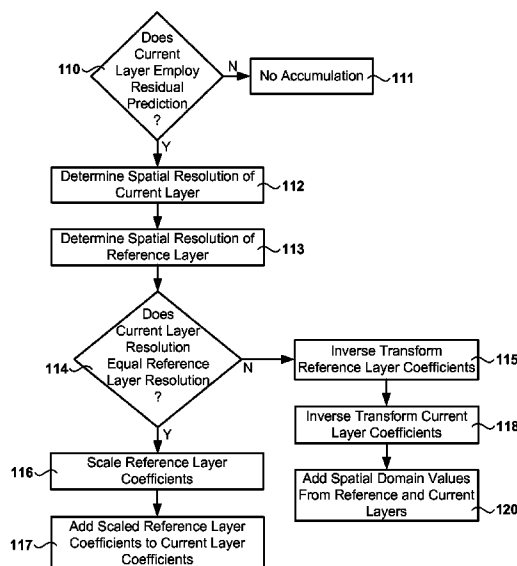 Does
Current
Layer Employ
Residual
Prediction
?
110
N
No Accumulation
111
Y
Determine Spatial Resolution of
Current Layer
112
Determine Spatial Resolution of
Reference Layer
113
Does
Current Layer
Resolution
Equal Reference
Layer Resolution
?
114
N
Y
Inverse Transform
Reference Layer Coefficients
115
Inverse Transform Current
Layer Coefficients
118
Add Spatial Domain Values
From Reference and Current
Layers
120
116
Scale Reference Layer
Coefficients
117
Add Scaled Reference Layer
Coefficients to Current Layer
Coefficients